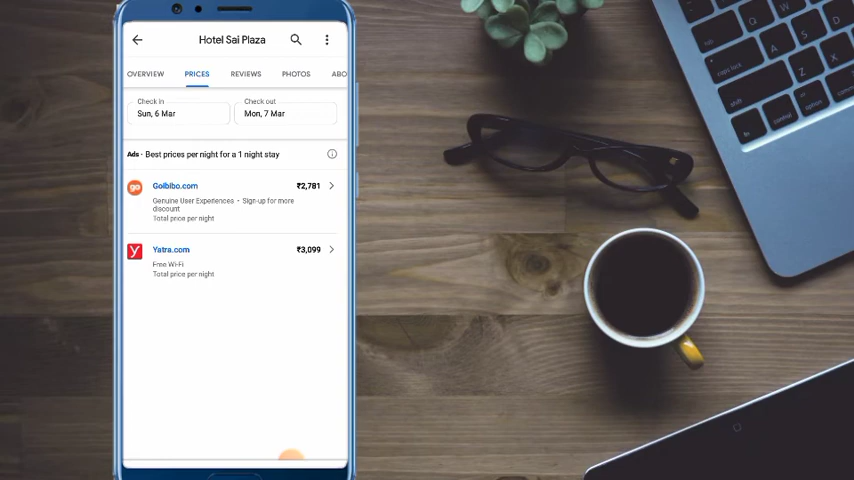 Hotel Sai Plaza
OVERVIEW PRICES REVIEWS PHOTOS ABO
Check in Check out
Sun, 6 Mar Mon, 7 Mar
Ads · Best prices per night for a 1 night stay
go Goibibo.com ₹2,781
Genuine User Experiences • Sign-up for more
discount
Total price per night
Y Yatra.com ₹3,099
Free Wi-Fi
Total price per night